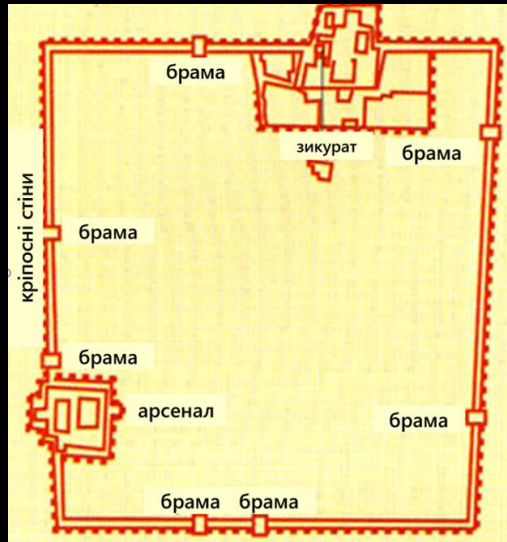 брама
зикурат
брама
кріпосні стіни
брама
брама
арсенал
брама
брама
брама